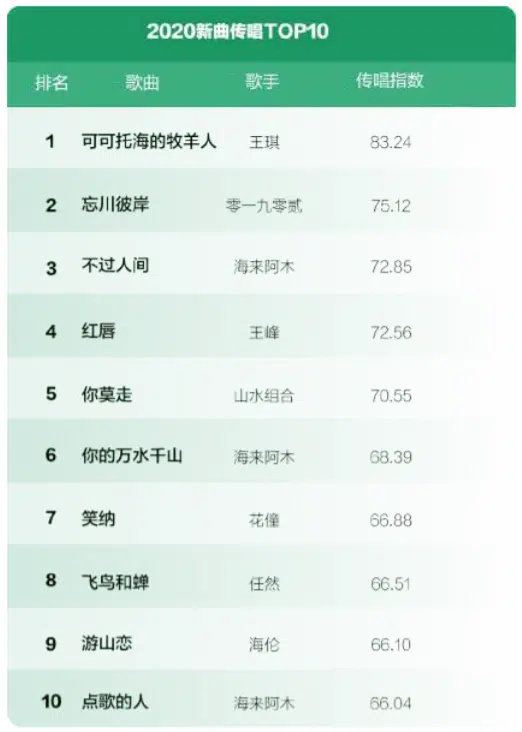 2020新曲传唱TOP10
排名 歌曲 歌手 传唱指数
1 可可托海的牧羊人 王琪 83.24
2 忘川彼岸 零一九零贰 75.12
3 不过人间 海来阿木 72.85
4 红唇 王峰 72.56
5 你莫走 山水组合 70.55
6 你的万水千山 海来阿木 68.39
7 笑纳 花僮 66.88
8 飞鸟和蝉 任然 66.51
9 游山恋 海伦 66.10
10 点歌的人 海来阿木 66.04